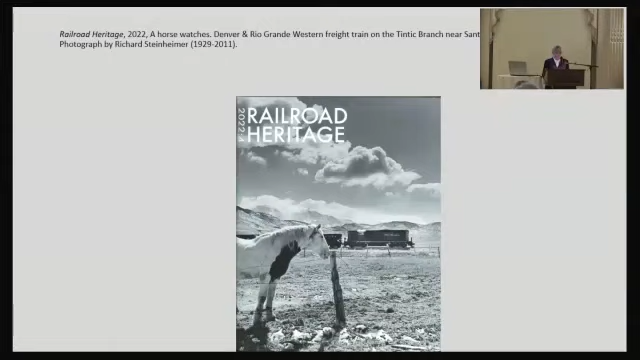 Railroad Heritage, 2022, A horse watches. Denver & Rio Grande Western freight train on the Tintic Branch near Sant
Photograph by Richard Steinheimer (1929-2011).
RAILROAD
HERITAGE